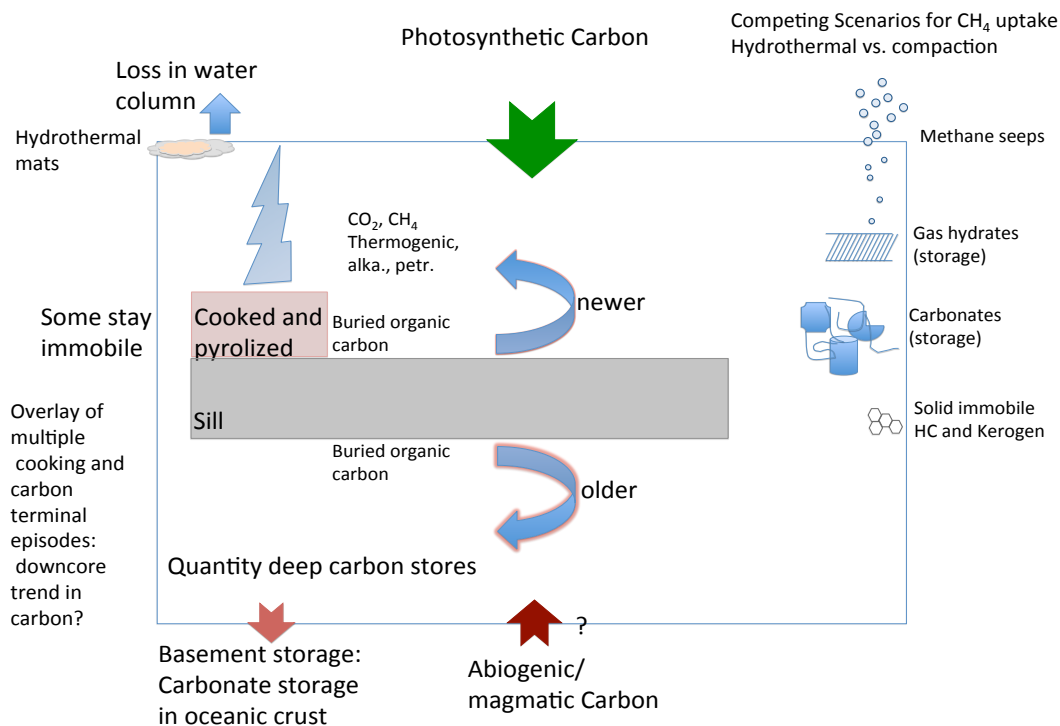 Photosynthetic Carbon
Competing Scenarios for CH₄ uptake
Hydrothermal vs. compaction
Loss in water
column
Hydrothermal
mats
Methane seeps
CO₂, CH₄
Thermogenic,
alka., petr.
Gas hydrates
(storage)
newer
Some stay
immobile
Cooked and
pyrolized
Buried organic
carbon
Carbonates
(storage)
Sill
Solid immobile
HC and Kerogen
Overlay of
multiple
cooking and
carbon
terminal
episodes:
downcore
trend in
carbon?
Buried organic
carbon
older
Quantity deep carbon stores
?
Basement storage:
Carbonate storage
in oceanic crust
Abiogenic/
magmatic Carbon